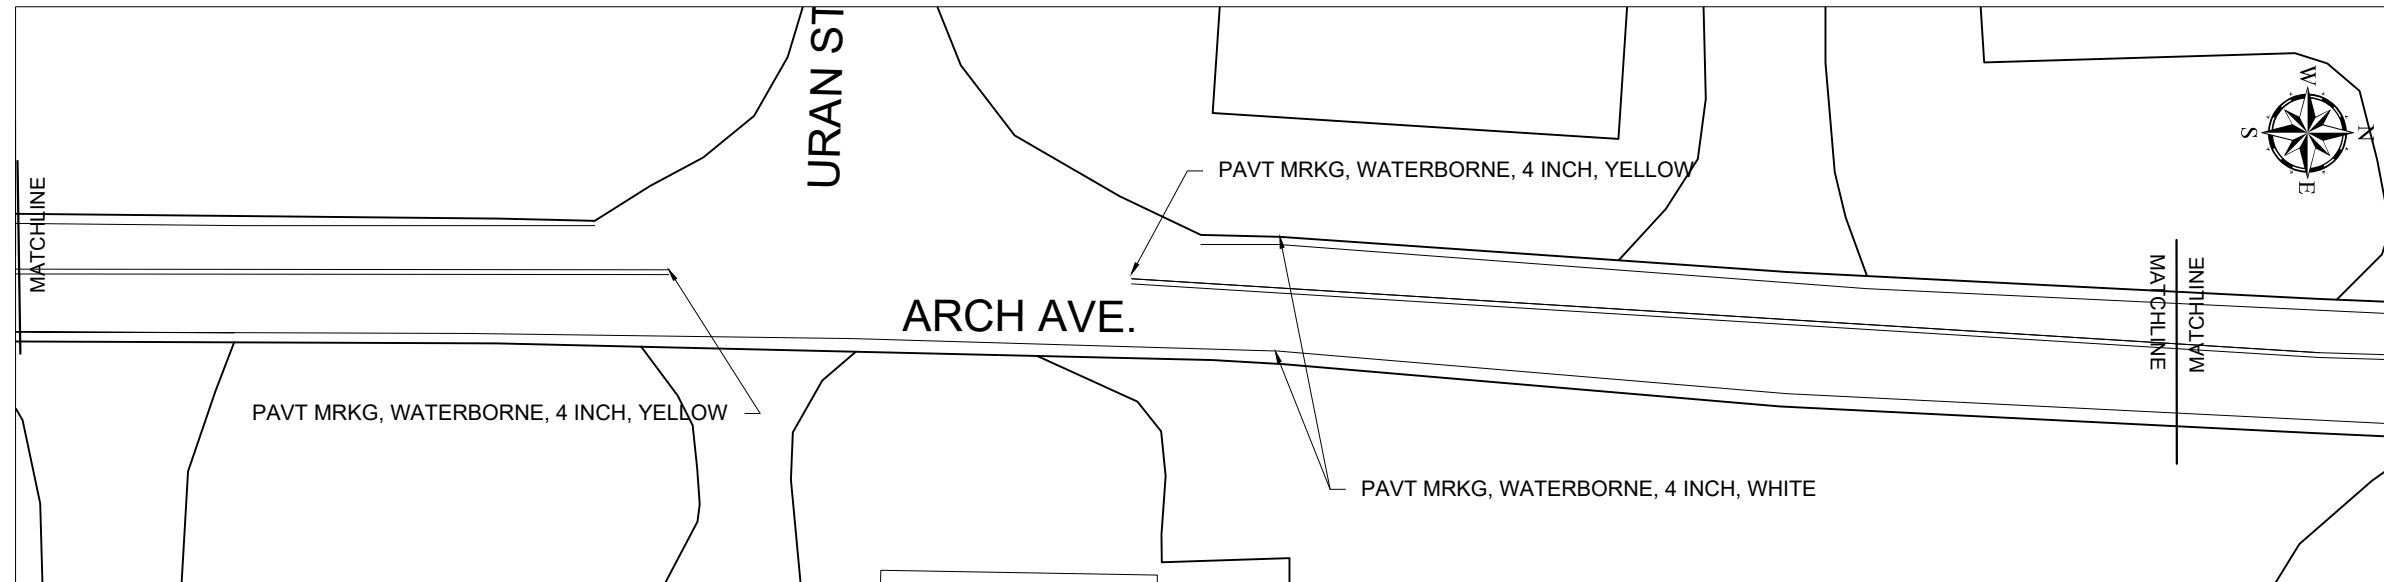 URAN ST
W
N
S
E
PAVT MRKG, WATERBORNE, 4 INCH, YELLOW
MATCHLINE
ARCH AVE.
MATCHLINE
MATCHLINE
PAVT MRKG, WATERBORNE, 4 INCH, YELLOW
PAVT MRKG, WATERBORNE, 4 INCH, WHITE